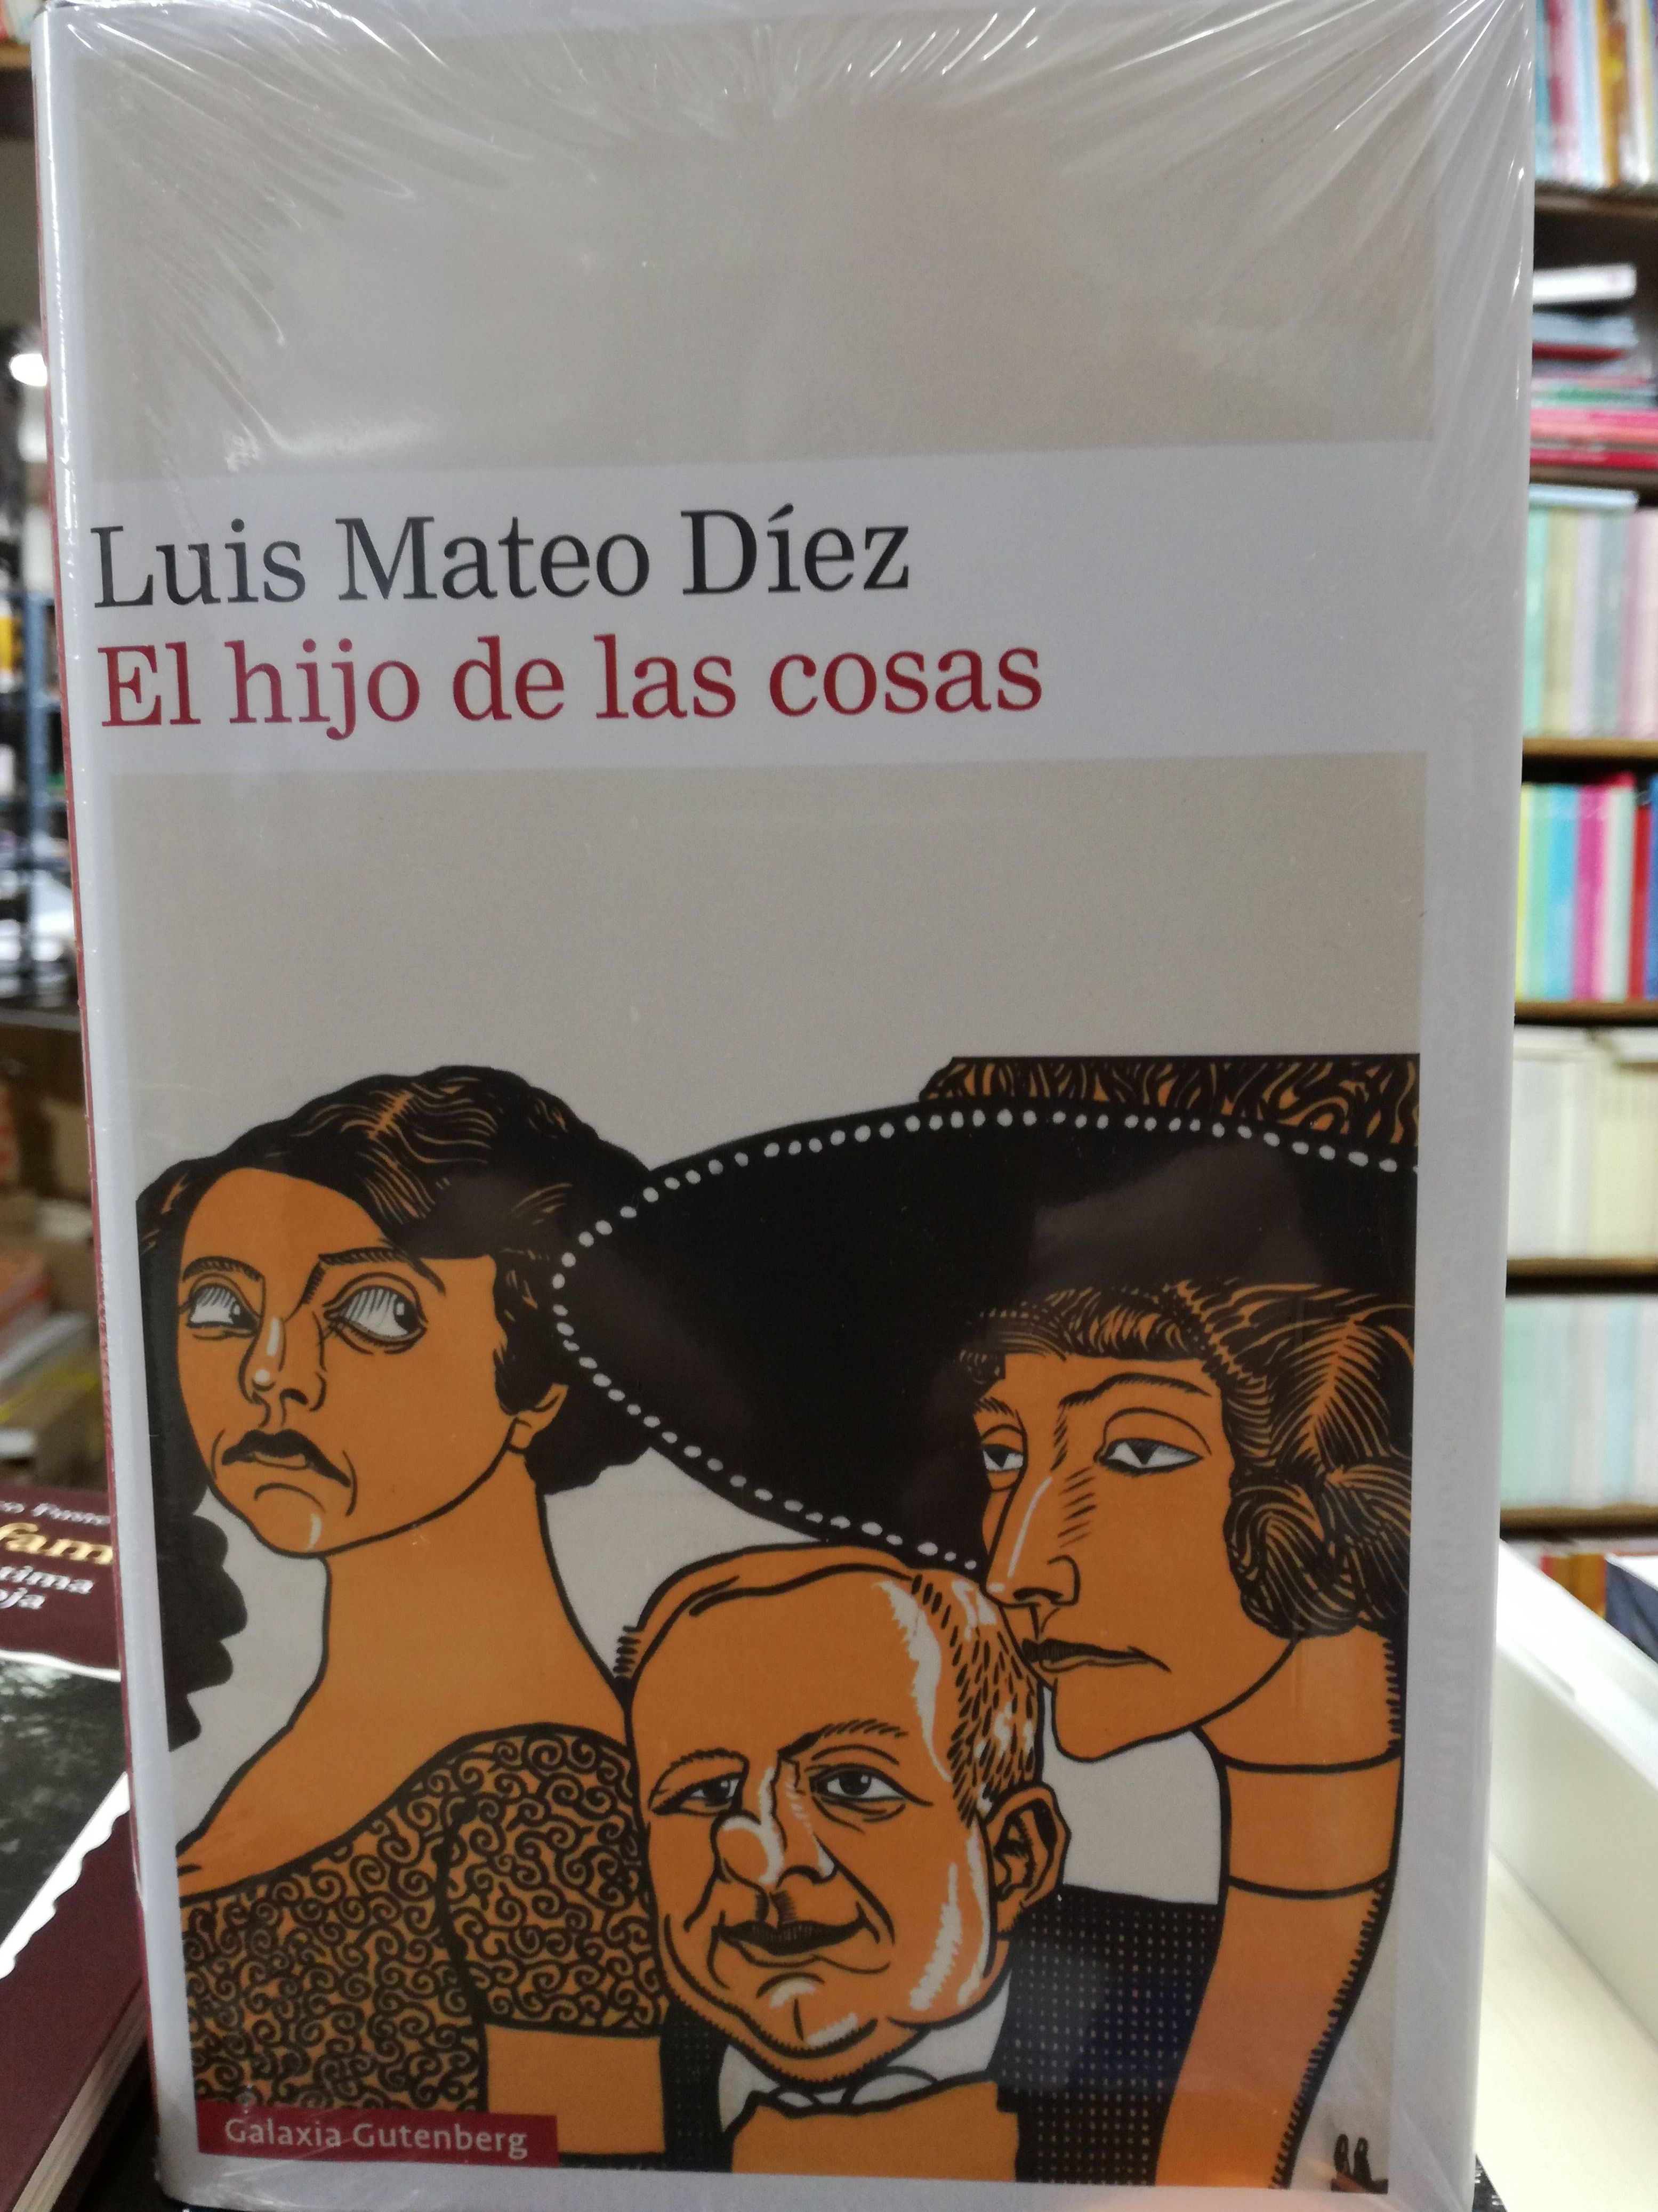 Luis Mateo Díez
El hijo de las cosas
Galaxia Gutenberg